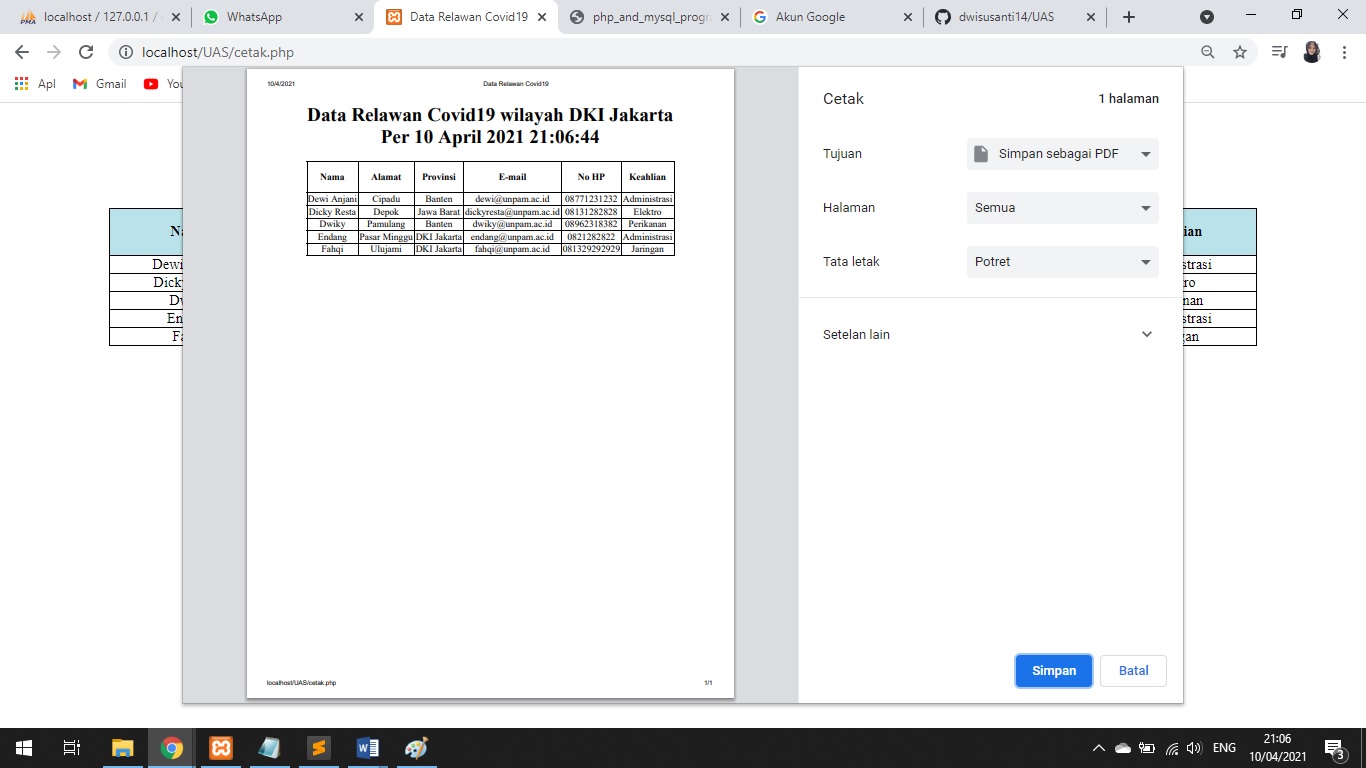 localhost / 127.0.0.1 /
WhatsApp
Data Relawan Covid19
php_and_mysql_progr
Akun Google
dwisusanti14/UAS
localhost/UAS/cetak.php
Apl
Gmail
You
10/4/2021
Data Relawan Covid19
Data Relawan Covid19 wilayah DKI Jakarta
Per 10 April 2021 21:06:44
Nama Alamat Provinsi E-mail No HP Keahlian
Dewi Anjani Cipadu Banten dewi@unpam.ac.id 08771231232 Administrasi
Dicky Resta Depok Jawa Barat dickyresta@unpam.ac.id 08131282828 Elektro
Dwiky Pamulang Banten dwiky@unpam.ac.id 08962318382 Perikanan
Endang Pasar Minggu DKI Jakarta endang@unpam.ac.id 0821282822 Administrasi
Fahqi Ulujami DKI Jakarta fahqi@unpam.ac.id 081329292929 Jaringan
localhost/UAS/cetak.php
1/1
Na
Dewi
Dick
Dw
En
Fa
lian
strasi
ro
nan
strasi
gan
Cetak
1 halaman
Tujuan
Simpan sebagai PDF
Halaman
Semua
Tata letak
Potret
Setelan lain
Simpan
Batal
ENG
21:06
10/04/2021
3